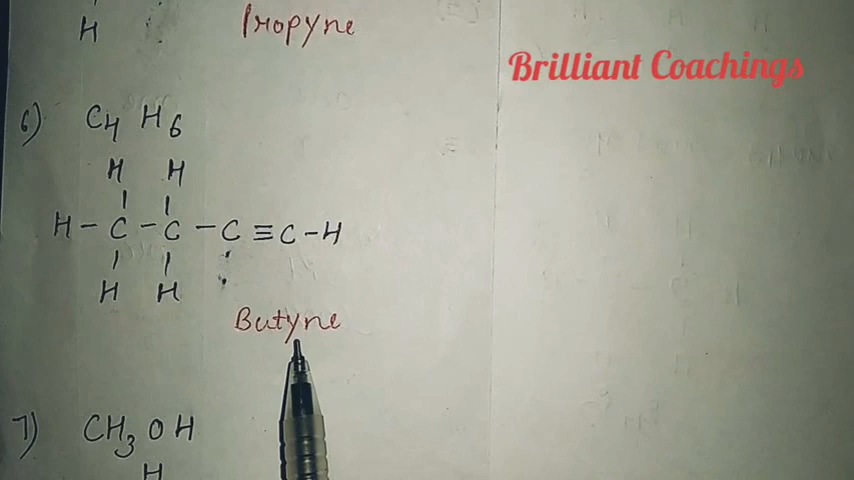 H
Propyne
Brilliant Coachings
6) C4 H6
H H
H - C - C - C ≡ C - H
H H
Butyne
7) CH3 OH
H